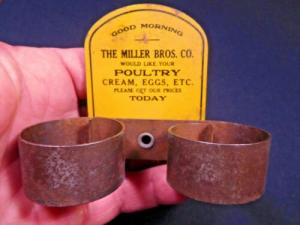 GOOD MORNING
THE MILLER BROS. CO.
WOULD LIKE YOUR
POULTRY
CREAM, EGGS, ETC.
PLEASE GET OUR PRICES
TODAY